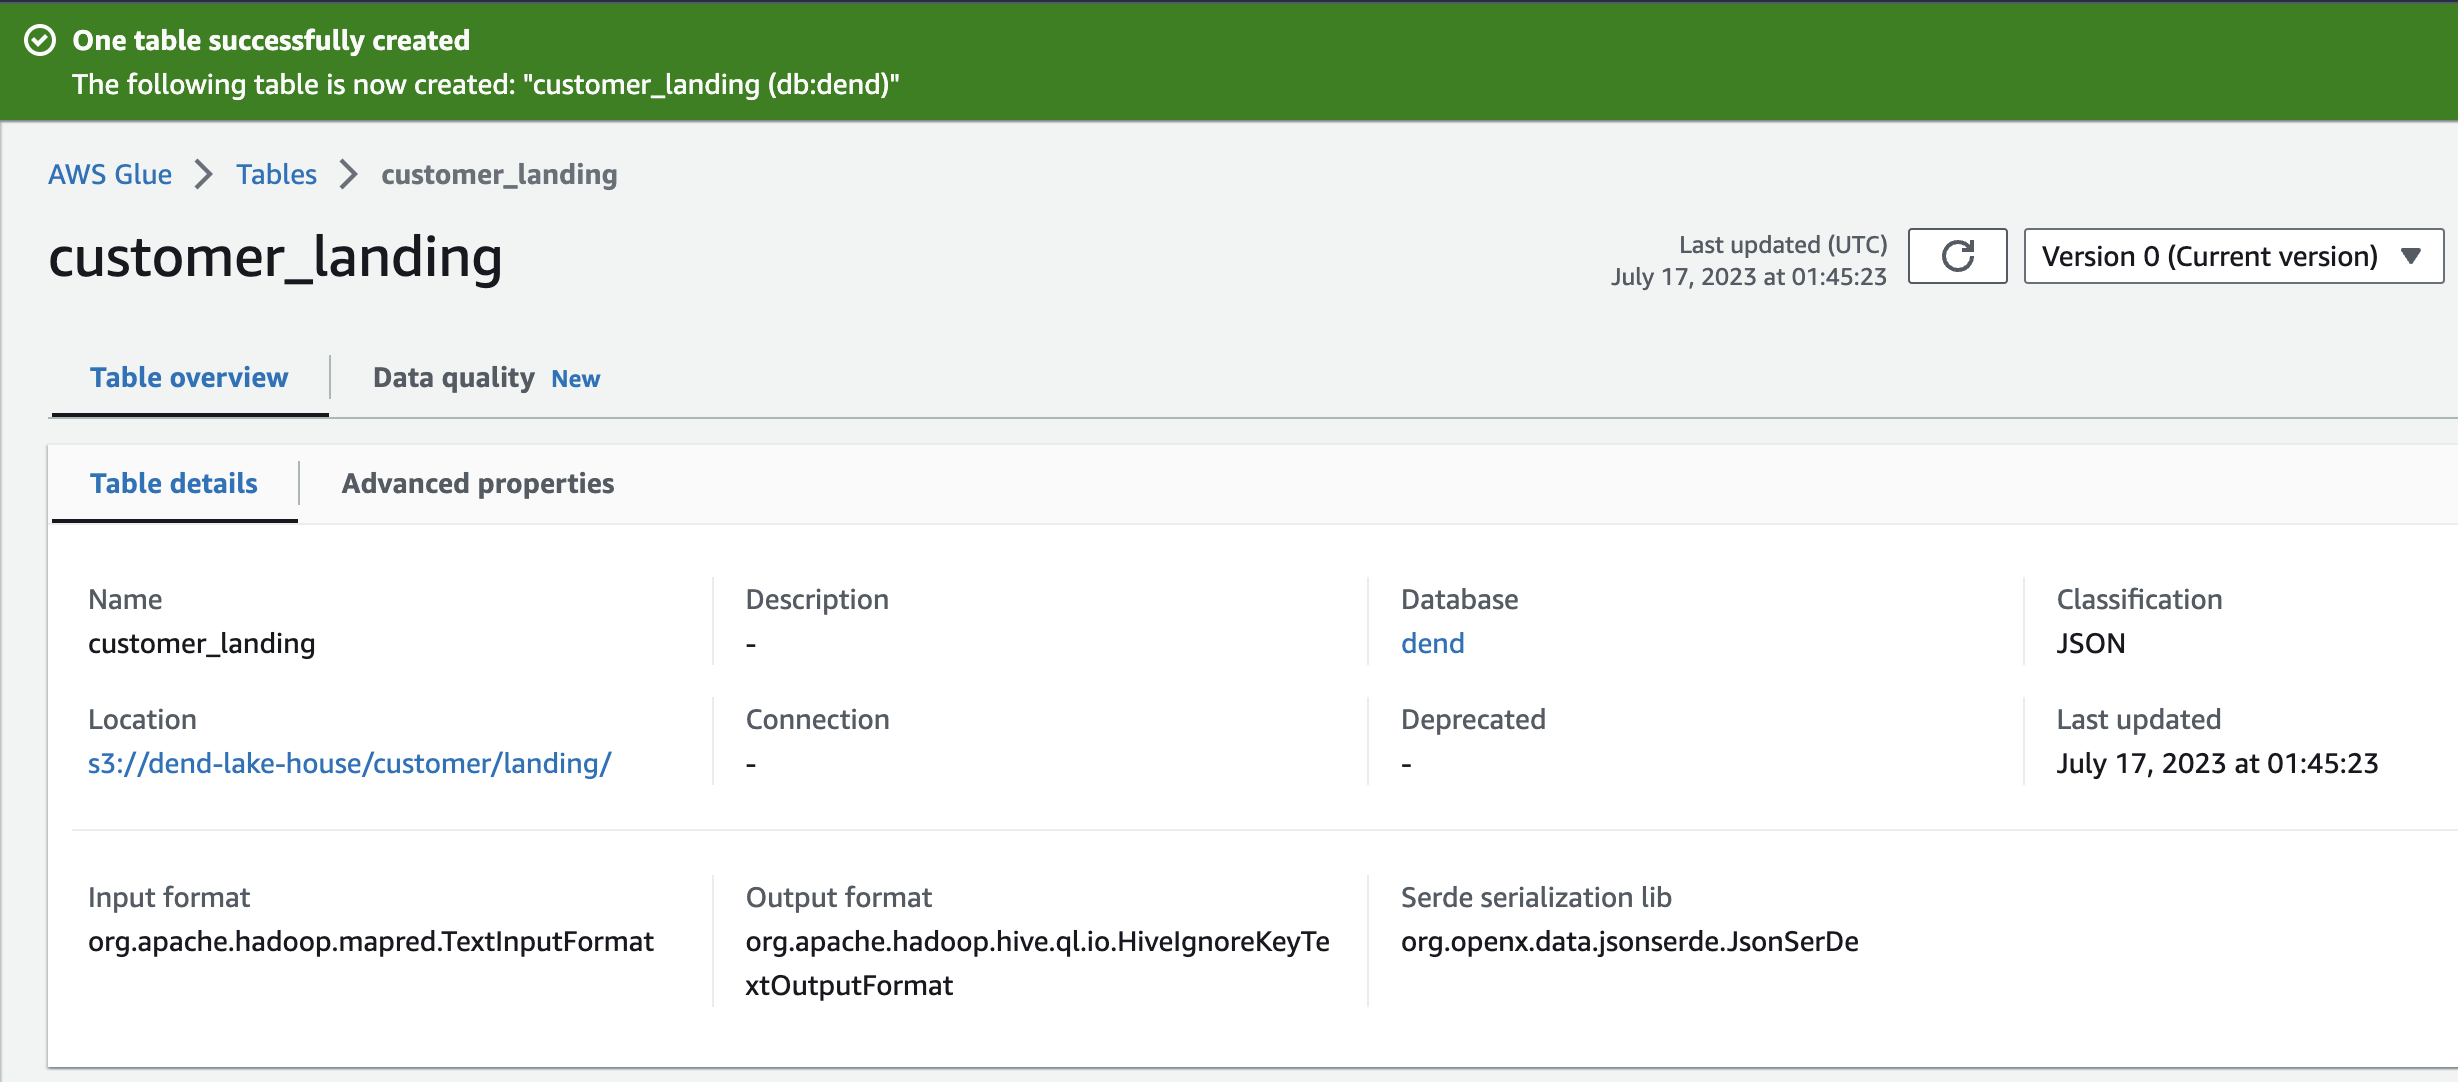 One table successfully created
The following table is now created: "customer_landing (db:dend)"
AWS Glue
Tables
customer_landing
customer_landing
Last updated (UTC)
July 17, 2023 at 01:45:23
Version 0 (Current version)
Table overview
Data quality New
Table details
Advanced properties
Name
customer_landing
Description
-
Database
dend
Classification
JSON
Location
s3://dend-lake-house/customer/landing/
Connection
-
Deprecated
-
Last updated
July 17, 2023 at 01:45:23
Input format
org.apache.hadoop.mapred.TextInputFormat
Output format
org.apache.hadoop.hive.ql.io.HiveIgnoreKeyTe
xtOutputFormat
Serde serialization lib
org.openx.data.jsonserde.JsonSerDe